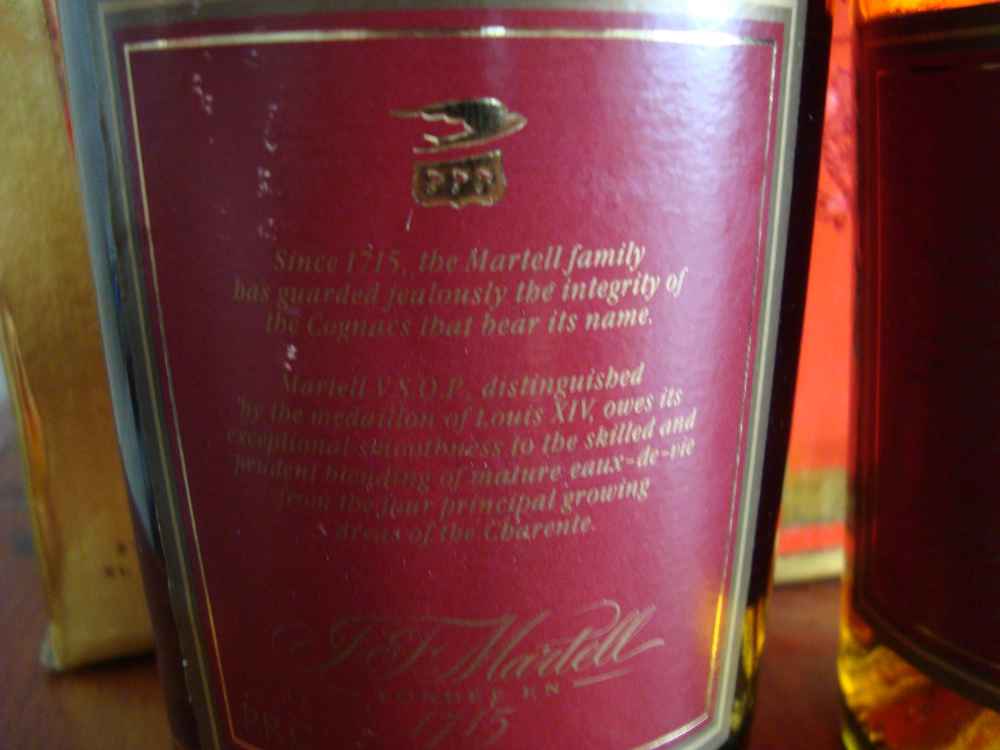 Since 1715, the Martell family
has guarded jealously the integrity of
the Cognacs that bear its name.
Martell V.S.O.P., distinguished
by the medaillon of Louis XIV, owes its
exceptional smoothness to the skilled and
prudent blending of mature eaux-de-vie
from the four principal growing
areas of the Charente.
J & F Martell
FONDEE EN
1715